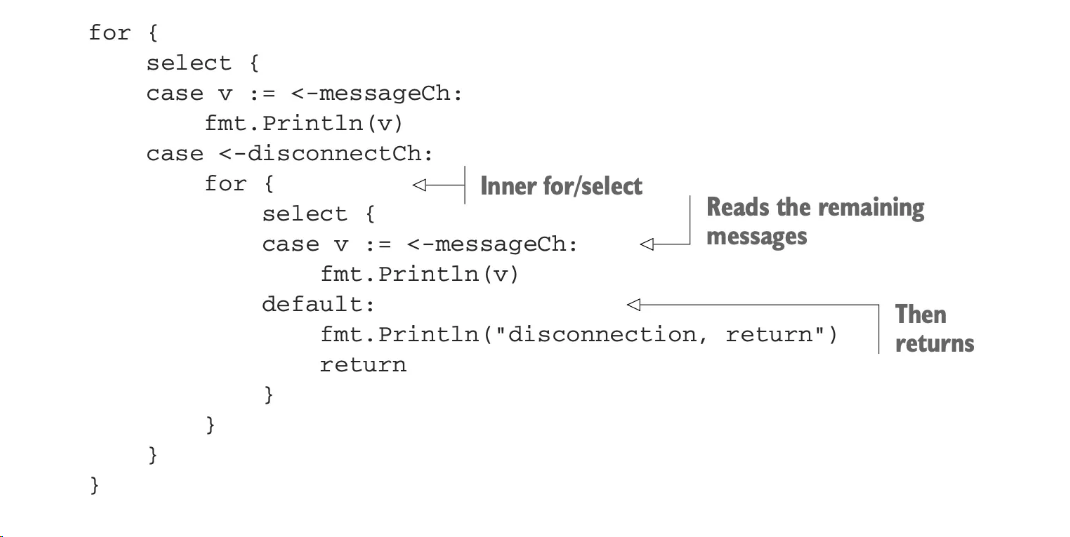 for {
    select {
    case v := <-messageCh:
        fmt.Println(v)
    case <-disconnectCh:
        for {
Inner for/select
            select {
            case v := <-messageCh:
Reads the remaining
messages
                fmt.Println(v)
            default:
Then
returns
                fmt.Println("disconnection, return")
                return
            }
        }
    }
}